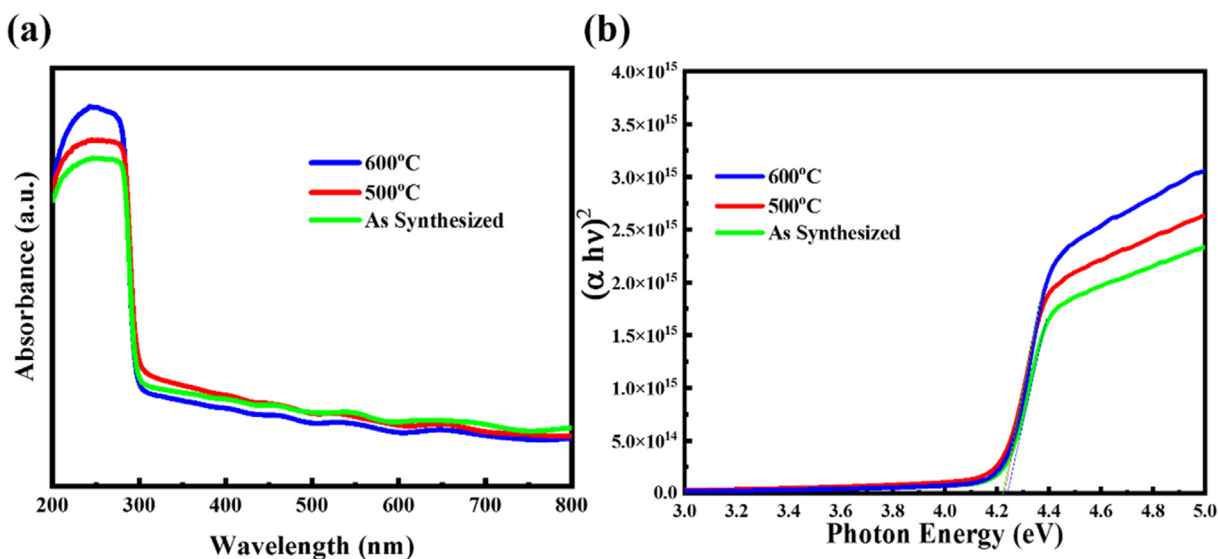 (a)
Absorbance (a.u.)
600°C
500°C
As Synthesized
200 300 400 500 600 700 800
Wavelength (nm)
(b)
(α hν)²
4.0×10¹⁵
3.5×10¹⁵
3.0×10¹⁵
2.5×10¹⁵
2.0×10¹⁵
1.5×10¹⁵
1.0×10¹⁵
5.0×10¹⁴
0.0
600°C
500°C
As Synthesized
3.0 3.2 3.4 3.6 3.8 4.0 4.2 4.4 4.6 4.8 5.0
Photon Energy (eV)